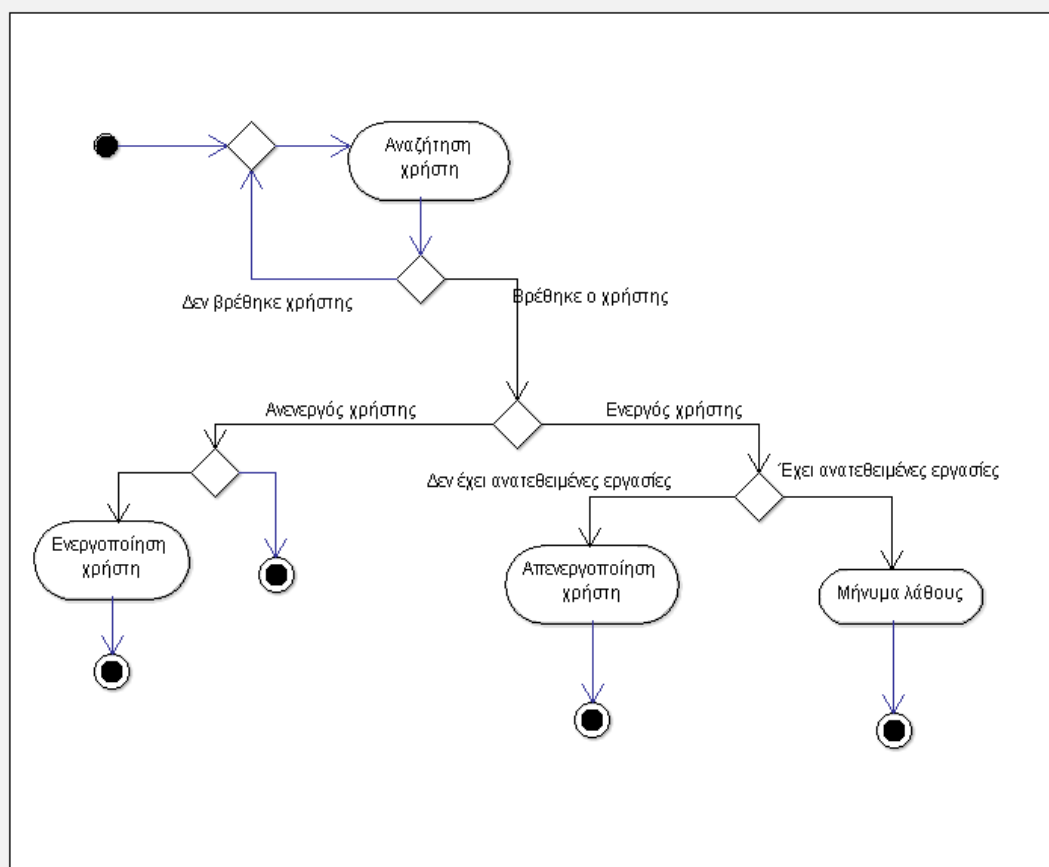 Αναζήτηση
χρήστη
Δεν βρέθηκε χρήστης
Βρέθηκε ο χρήστης
Ανενεργός χρήστης
Ενεργός χρήστης
Δεν έχει ανατεθειμένες εργασίες
Έχει ανατεθειμένες εργασίες
Ενεργοποίηση
χρήστη
Απενεργοποίηση
χρήστη
Μήνυμα λάθους